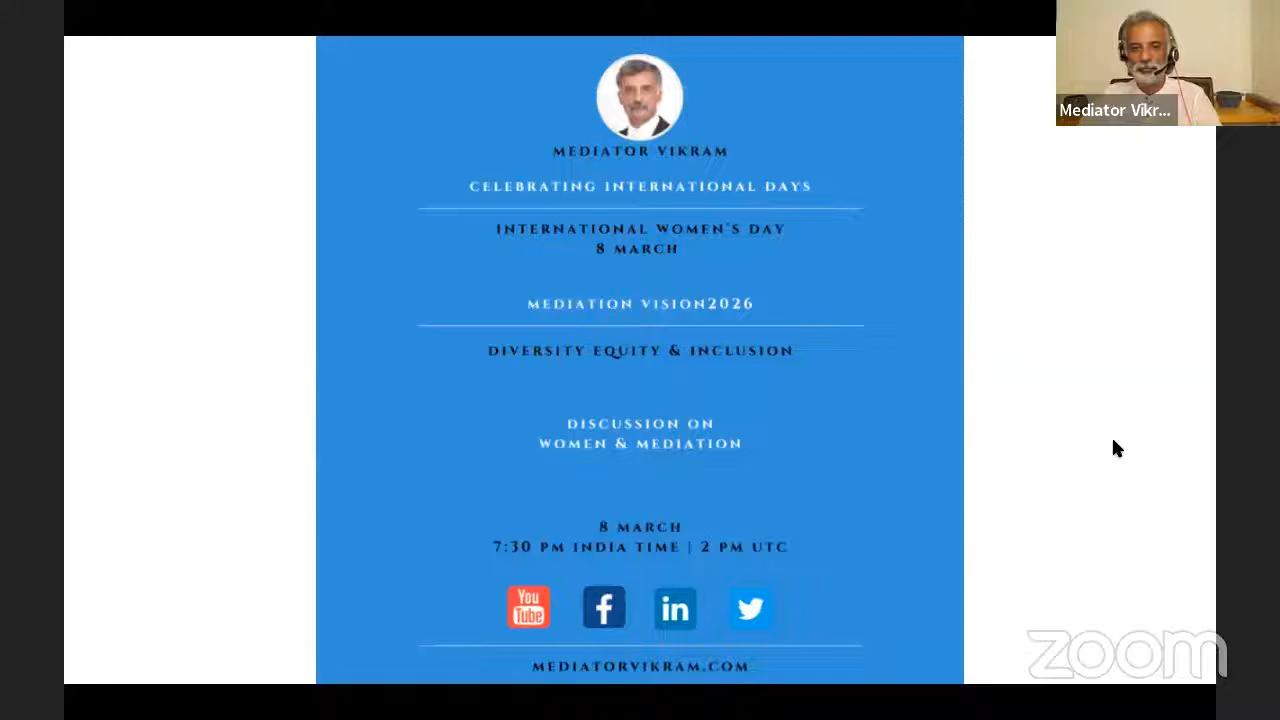 MEDIATOR VIKRAM
CELEBRATING INTERNATIONAL DAYS
INTERNATIONAL WOMEN'S DAY
8 MARCH
MEDIATION VISION2026
DIVERSITY EQUITY & INCLUSION
DISCUSSION ON
WOMEN & MEDIATION
8 MARCH
7:30 PM INDIA TIME | 2 PM UTC
You
Tube
f
in
MEDIATORVIKRAM.COM
Mediator Vikr...
zoom